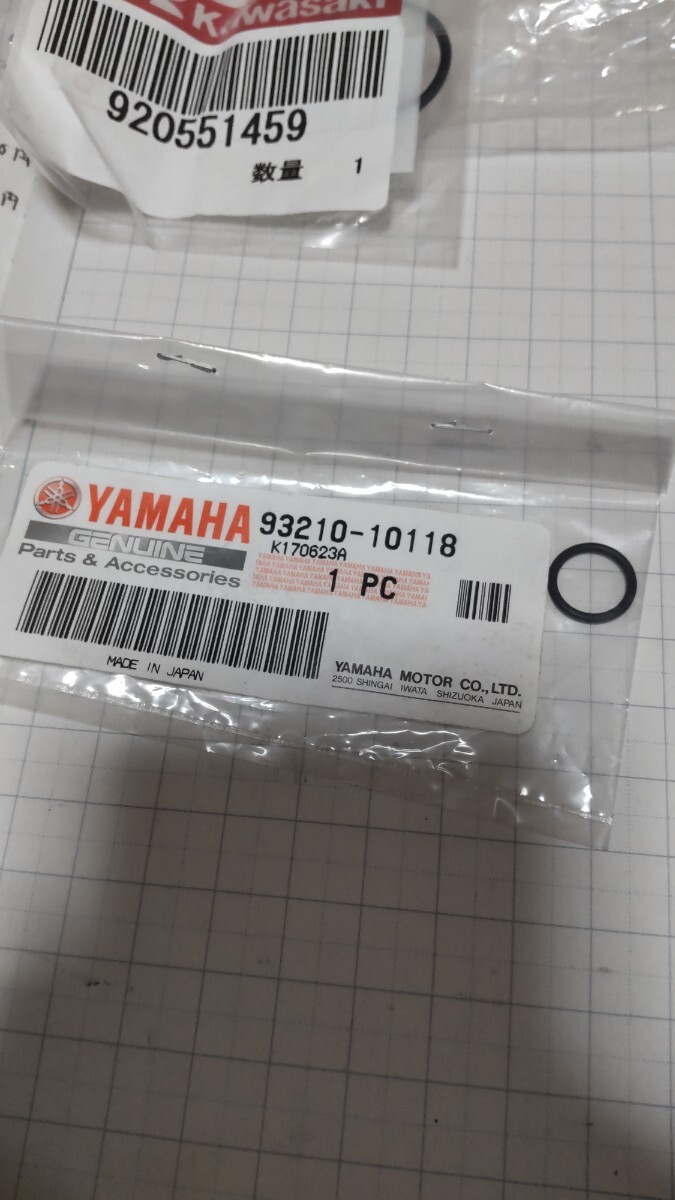 Kawasaki
920551459
数量 1
円
YAMAHA
GENUINE
Parts & Accessories
93210-10118
K170623A
1 PC
MADE IN JAPAN
YAMAHA MOTOR CO., LTD.
2500 SHINGAI IWATA SHIZUOKA JAPAN